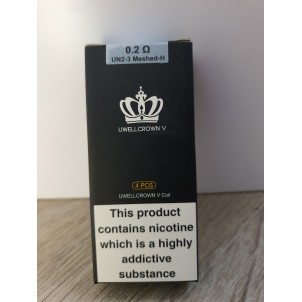 0.2 Ω
UN2-3 Meshed-H
UWELLCROWN V
4 PCS
UWELLCROWN V Coil
This product
contains nicotine
which is a highly
addictive
substance